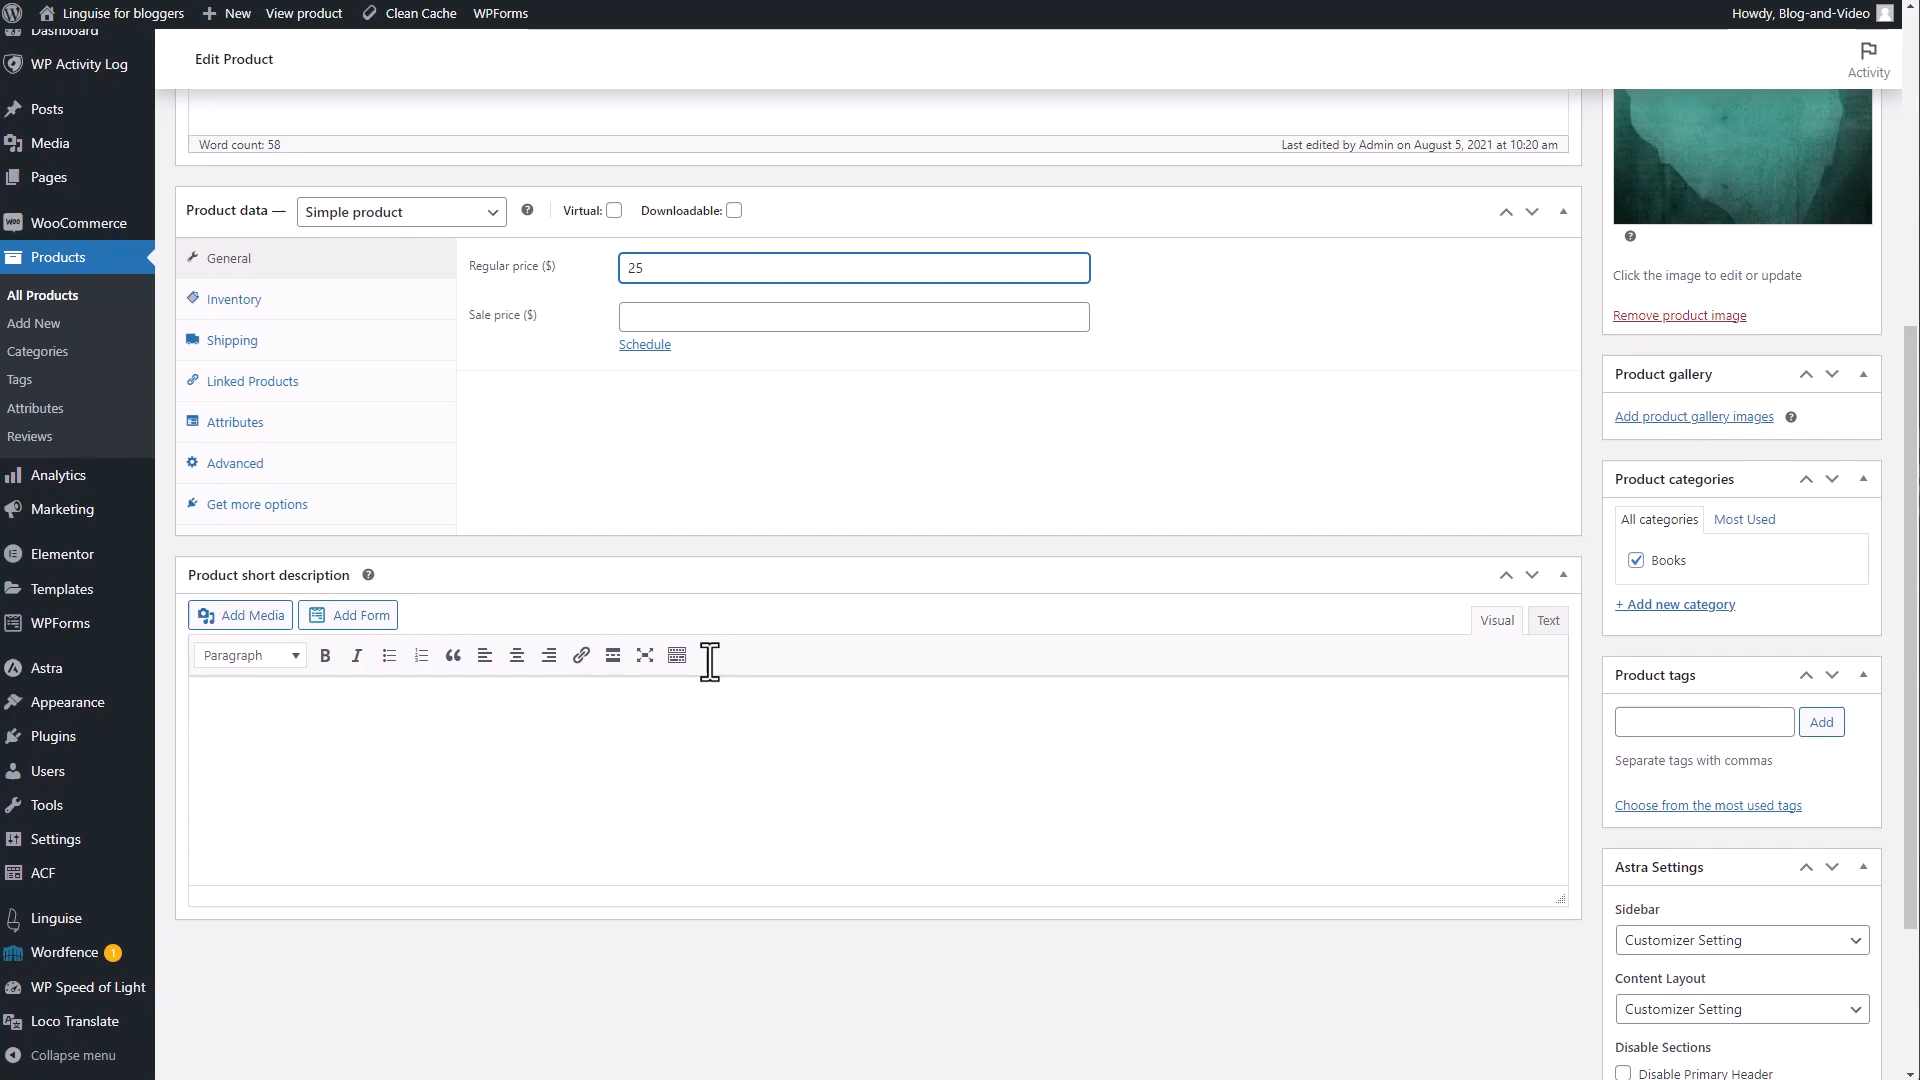 Linguise for bloggers
New
View product
Clean Cache
WPForms
Howdy, Blog-and-Video
Dashboard
WP Activity Log
Posts
Media
Pages
WooCommerce
Products
All Products
Add New
Categories
Tags
Attributes
Reviews
Analytics
Marketing
Elementor
Templates
WPForms
Astra
Appearance
Plugins
Users
Tools
Settings
ACF
Linguise
Wordfence 1
WP Speed of Light
Loco Translate
Collapse menu
Edit Product
Activity
Word count: 58
Last edited by Admin on August 5, 2021 at 10:20 am
Product data —
Simple product
Virtual:
Downloadable:
General
Inventory
Shipping
Linked Products
Attributes
Advanced
Get more options
Regular price ($)
25
Sale price ($)
Schedule
Product short description
Add Media
Add Form
Visual
Text
Paragraph
B
I
Click the image to edit or update
Remove product image
Product gallery
Add product gallery images
Product categories
All categories
Most Used
Books
+ Add new category
Product tags
Add
Separate tags with commas
Choose from the most used tags
Astra Settings
Sidebar
Customizer Setting
Content Layout
Customizer Setting
Disable Sections
Disable Primary Header